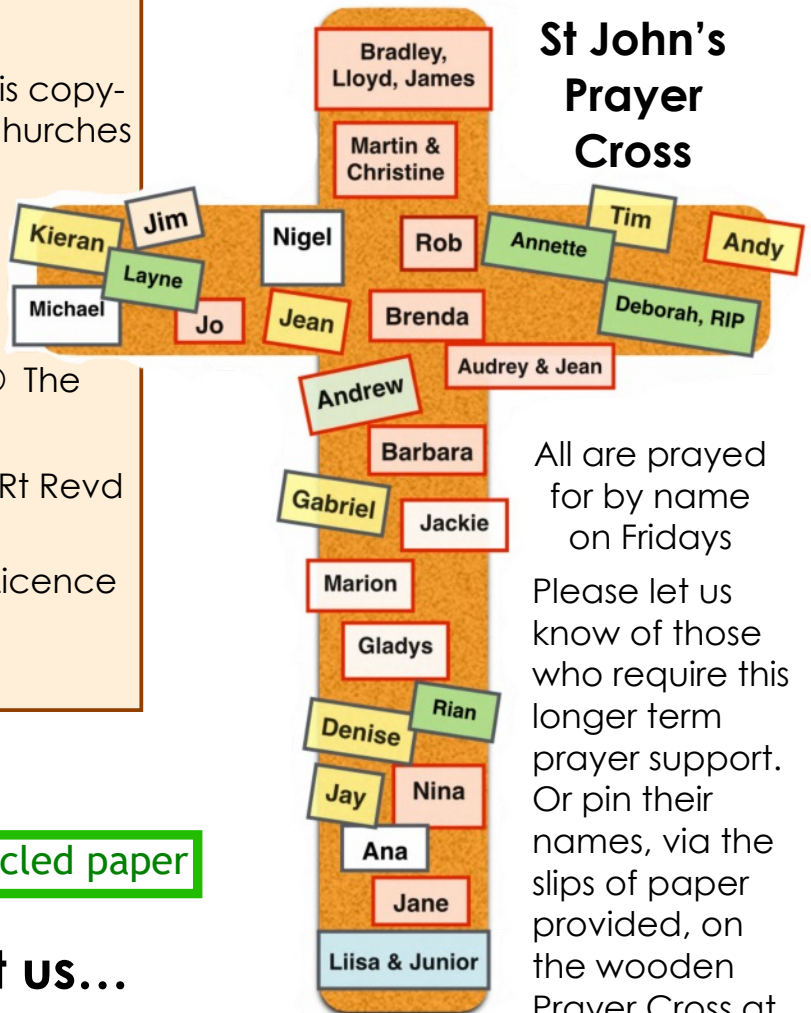 is copy-
hurches
The
Rt Revd
icence
cled paper
t us…
St John's
Prayer
Cross
Bradley,
Lloyd, James
Martin &
Christine
Kieran
Jim
Layne
Michael
Jo
Nigel
Jean
Rob
Brenda
Annette
Tim
Andy
Deborah, RIP
Audrey & Jean
Andrew
Barbara
Gabriel
Jackie
Marion
Gladys
Rian
Denise
Jay
Nina
Ana
Jane
Liisa & Junior
All are prayed
for by name
on Fridays
Please let us
know of those
who require this
longer term
prayer support.
Or pin their
names, via the
slips of paper
provided, on
the wooden
Prayer Cross at